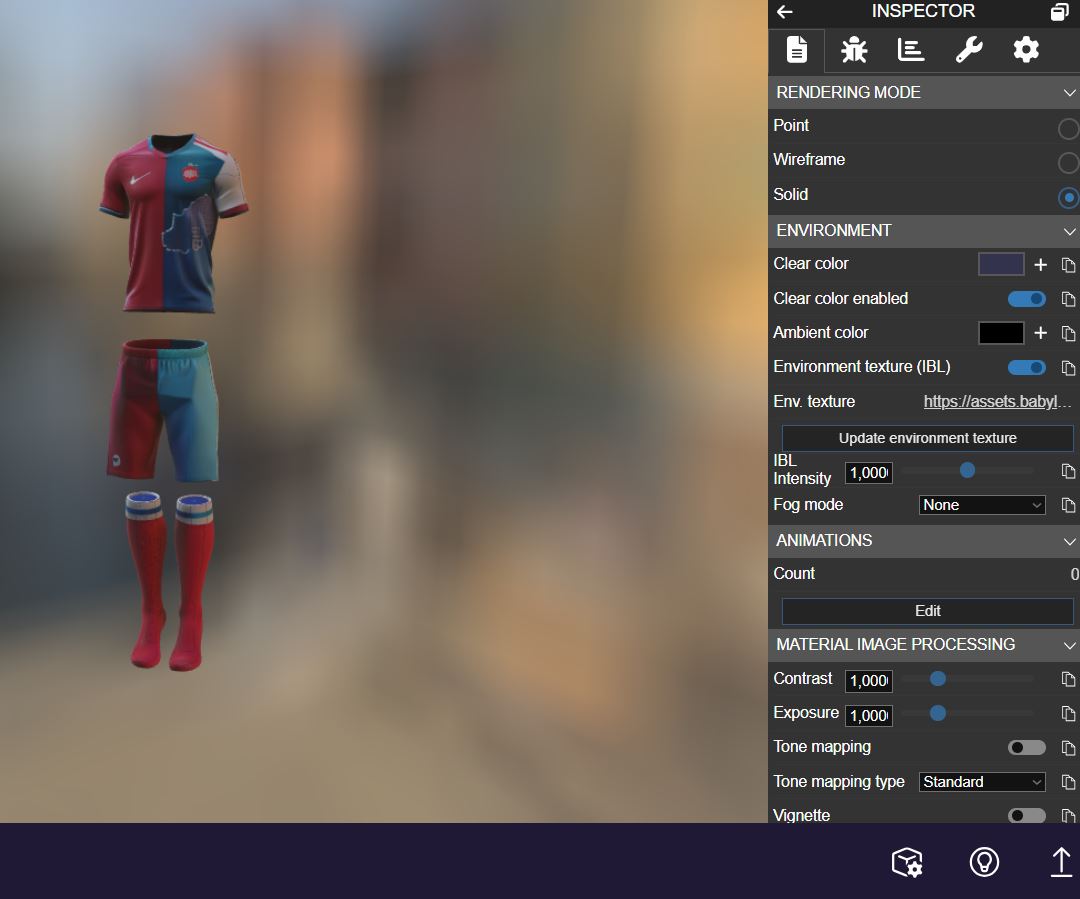 INSPECTOR
RENDERING MODE
Point
Wireframe
Solid
ENVIRONMENT
Clear color
Clear color enabled
Ambient color
Environment texture (IBL)
Env. texture https://assets.babyl...
Update environment texture
IBL
Intensity 1,000
Fog mode None
ANIMATIONS
Count 0
Edit
MATERIAL IMAGE PROCESSING
Contrast 1,000
Exposure 1,000
Tone mapping
Tone mapping type Standard
Vignette